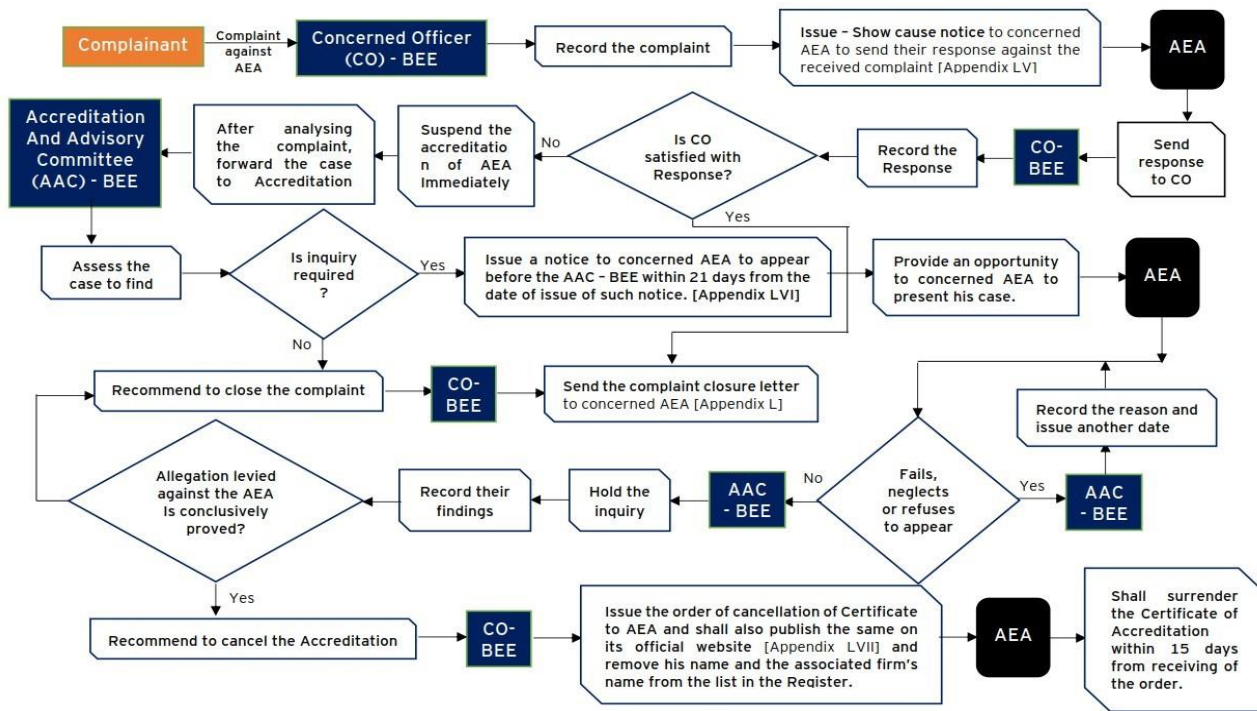 Complainant
Complaint
against
AEA
Concerned Officer
(CO) - BEE
Record the complaint
Issue – Show cause notice to concerned
AEA to send their response against the
received complaint [Appendix LV]
AEA
Accreditation
And Advisory
Committee
(AAC) - BEE
After analysing
the complaint,
forward the case
to Accreditation
Suspend the
accreditatio
n of AEA
Immediately
No
Is CO
satisfied with
Response?
Yes
Record the
Response
CO-
BEE
Send
response
to CO
Assess the
case to find
Is inquiry
required
?
Yes
No
Issue a notice to concerned AEA to appear
before the AAC – BEE within 21 days from the
date of issue of such notice. [Appendix LVI]
Provide an opportunity
to concerned AEA to
present his case.
AEA
Recommend to close the complaint
CO-
BEE
Send the complaint closure letter
to concerned AEA [Appendix L]
Record the reason and
issue another date
Allegation levied
against the AEA
Is conclusively
proved?
Yes
Record their
findings
Hold the
inquiry
AAC
- BEE
No
Fails,
neglects
or refuses
to appear
Yes
AAC
- BEE
Recommend to cancel the Accreditation
CO-
BEE
Issue the order of cancellation of Certificate
to AEA and shall also publish the same on
its official website [Appendix LVII] and
remove his name and the associated firm's
name from the list in the Register.
AEA
Shall surrender
the Certificate of
Accreditation
within 15 days
from receiving of
the order.